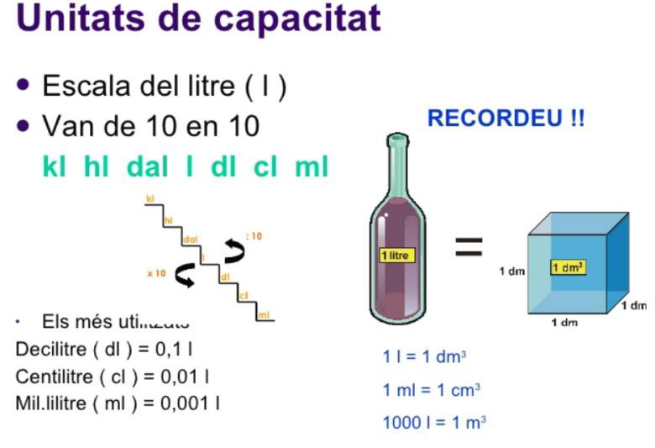 Unitats de capacitat
• Escala del litre ( l )
• Van de 10 en 10
kl hl dal l dl cl ml
RECORDEU !!
kl
hl
dal
l
dl
cl
ml
: 10
x 10
1 litre
=
1 dm
1 dm³
1 dm
1 dm
· Els més utilitzats
Decilitre ( dl ) = 0,1 l
Centilitre ( cl ) = 0,01 l
Mil.lilitre ( ml ) = 0,001 l
1 l = 1 dm³
1 ml = 1 cm³
1000 l = 1 m³